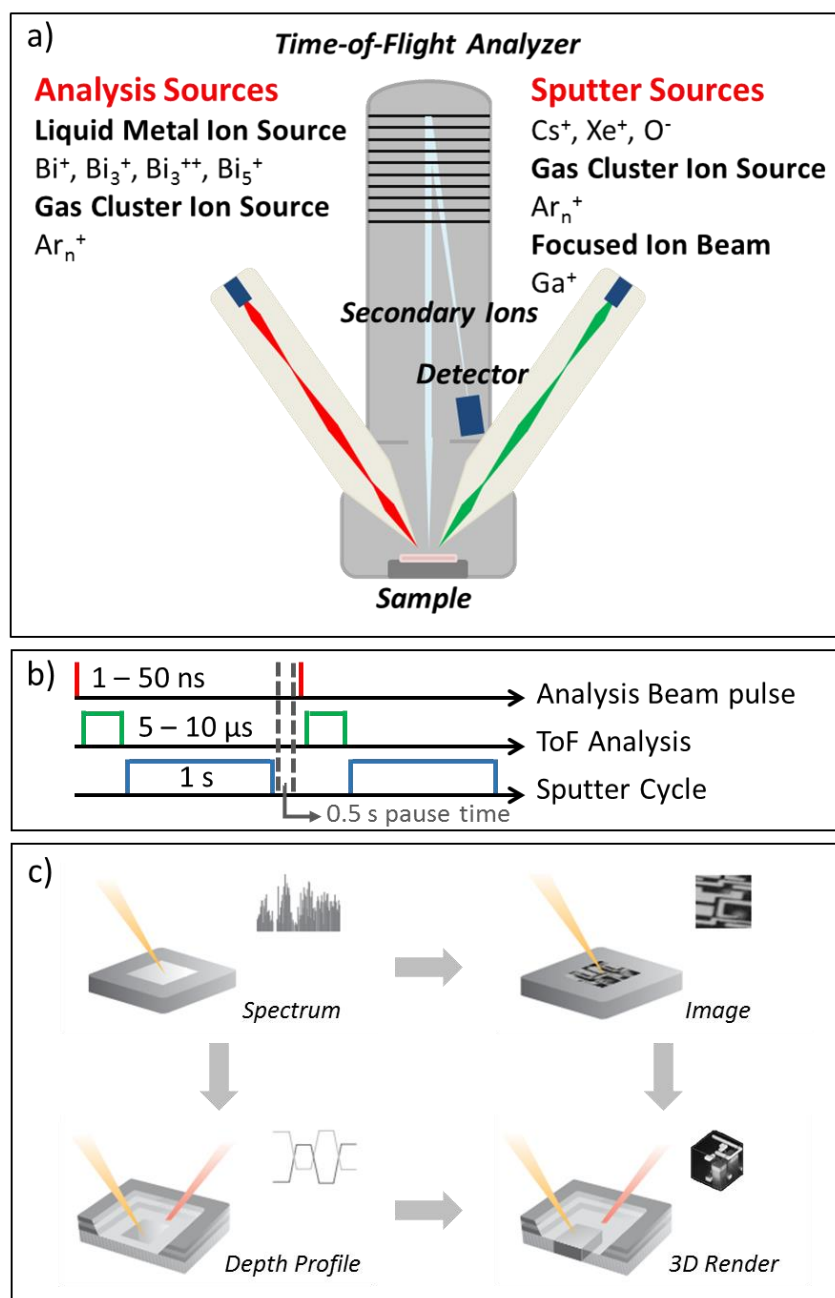 a)
Time-of-Flight Analyzer
Analysis Sources
Liquid Metal Ion Source
Bi⁺, Bi₃⁺, Bi₃⁺⁺, Bi₅⁺
Gas Cluster Ion Source
Arₙ⁺
Sputter Sources
Cs⁺, Xe⁺, O⁻
Gas Cluster Ion Source
Arₙ⁺
Focused Ion Beam
Ga⁺
Secondary Ions
Detector
Sample
b)
1 – 50 ns
Analysis Beam pulse
5 – 10 µs
ToF Analysis
1 s
Sputter Cycle
0.5 s pause time
c)
Spectrum
Image
Depth Profile
3D Render